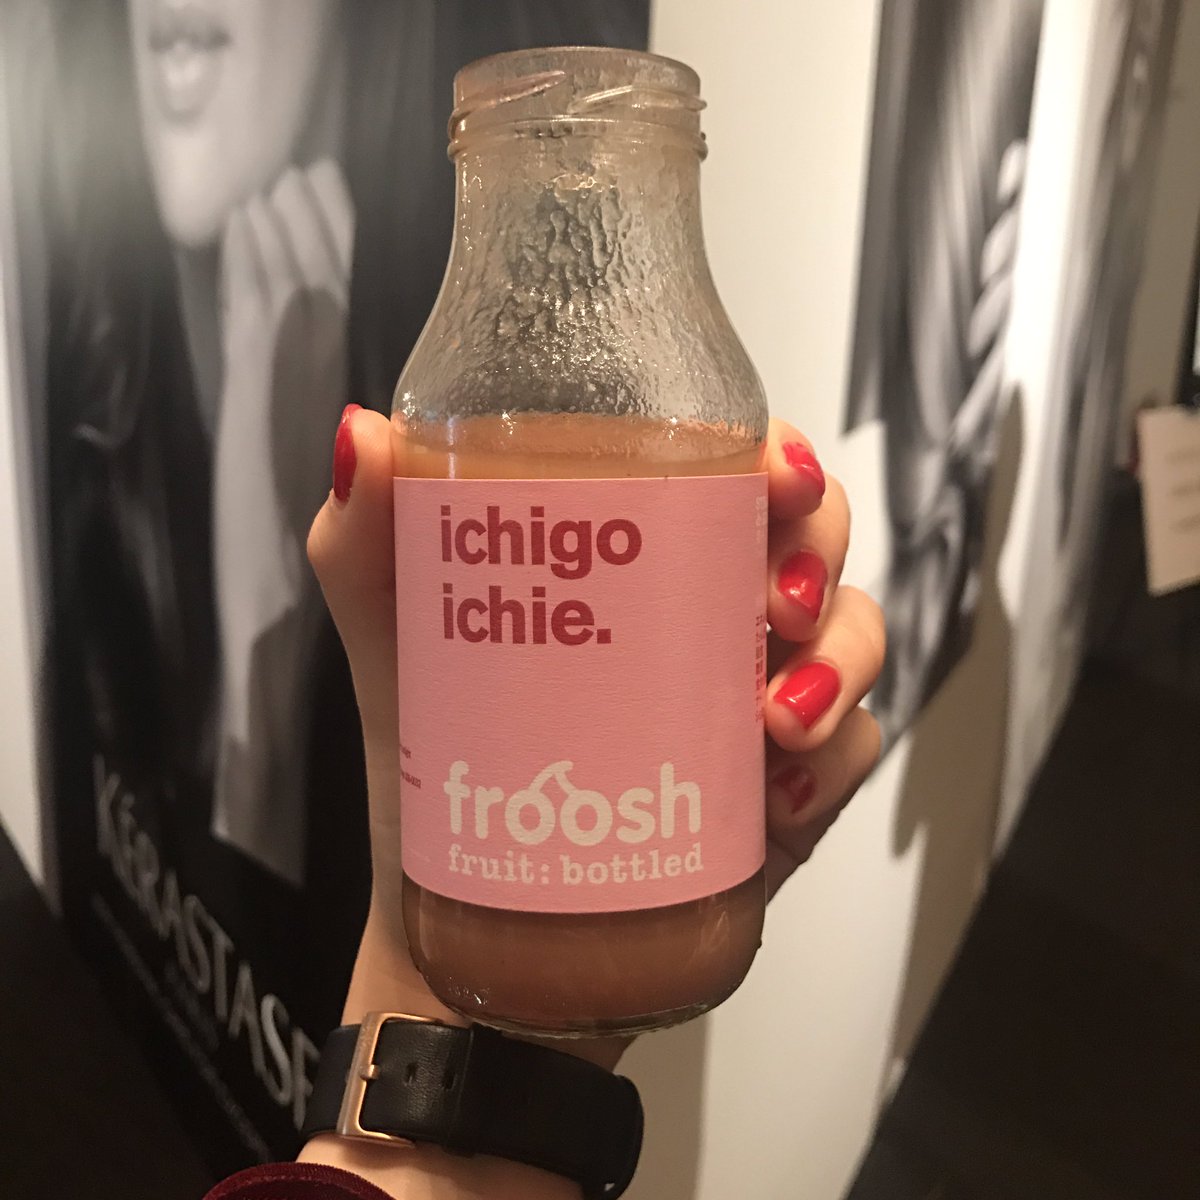 ichigo
ichie.
froosh
fruit: bottled
KÉRASTASE